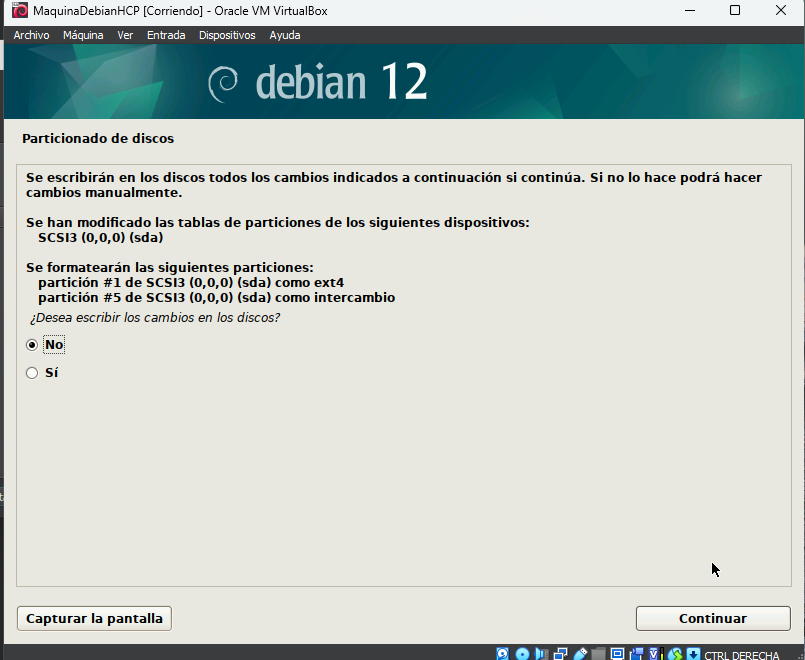 MaquinaDebianHCP [Corriendo] - Oracle VM VirtualBox
Archivo Máquina Ver Entrada Dispositivos Ayuda
debian 12
Particionado de discos
Se escribirán en los discos todos los cambios indicados a continuación si continúa. Si no lo hace podrá hacer
cambios manualmente.
Se han modificado las tablas de particiones de los siguientes dispositivos:
SCSI3 (0,0,0) (sda)
Se formatearán las siguientes particiones:
partición #1 de SCSI3 (0,0,0) (sda) como ext4
partición #5 de SCSI3 (0,0,0) (sda) como intercambio
¿Desea escribir los cambios en los discos?
No
Sí
Capturar la pantalla
Continuar
CTRL DERECHA